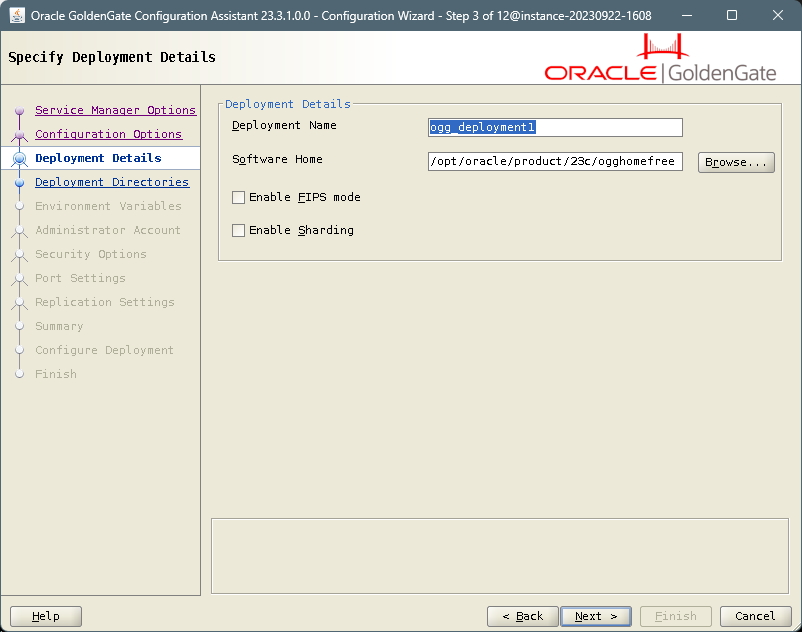 Oracle GoldenGate Configuration Assistant 23.3.1.0.0 - Configuration Wizard - Step 3 of 12@instance-20230922-1608
Specify Deployment Details
ORACLE GoldenGate
Service Manager Options
Configuration Options
Deployment Details
Deployment Directories
Environment Variables
Administrator Account
Security Options
Port Settings
Replication Settings
Summary
Configure Deployment
Finish
Deployment Details
Deployment Name ogg_deployment1
Software Home /opt/oracle/product/23c/ogghomefree Browse...
Enable FIPS mode
Enable Sharding
Help < Back Next > Finish Cancel